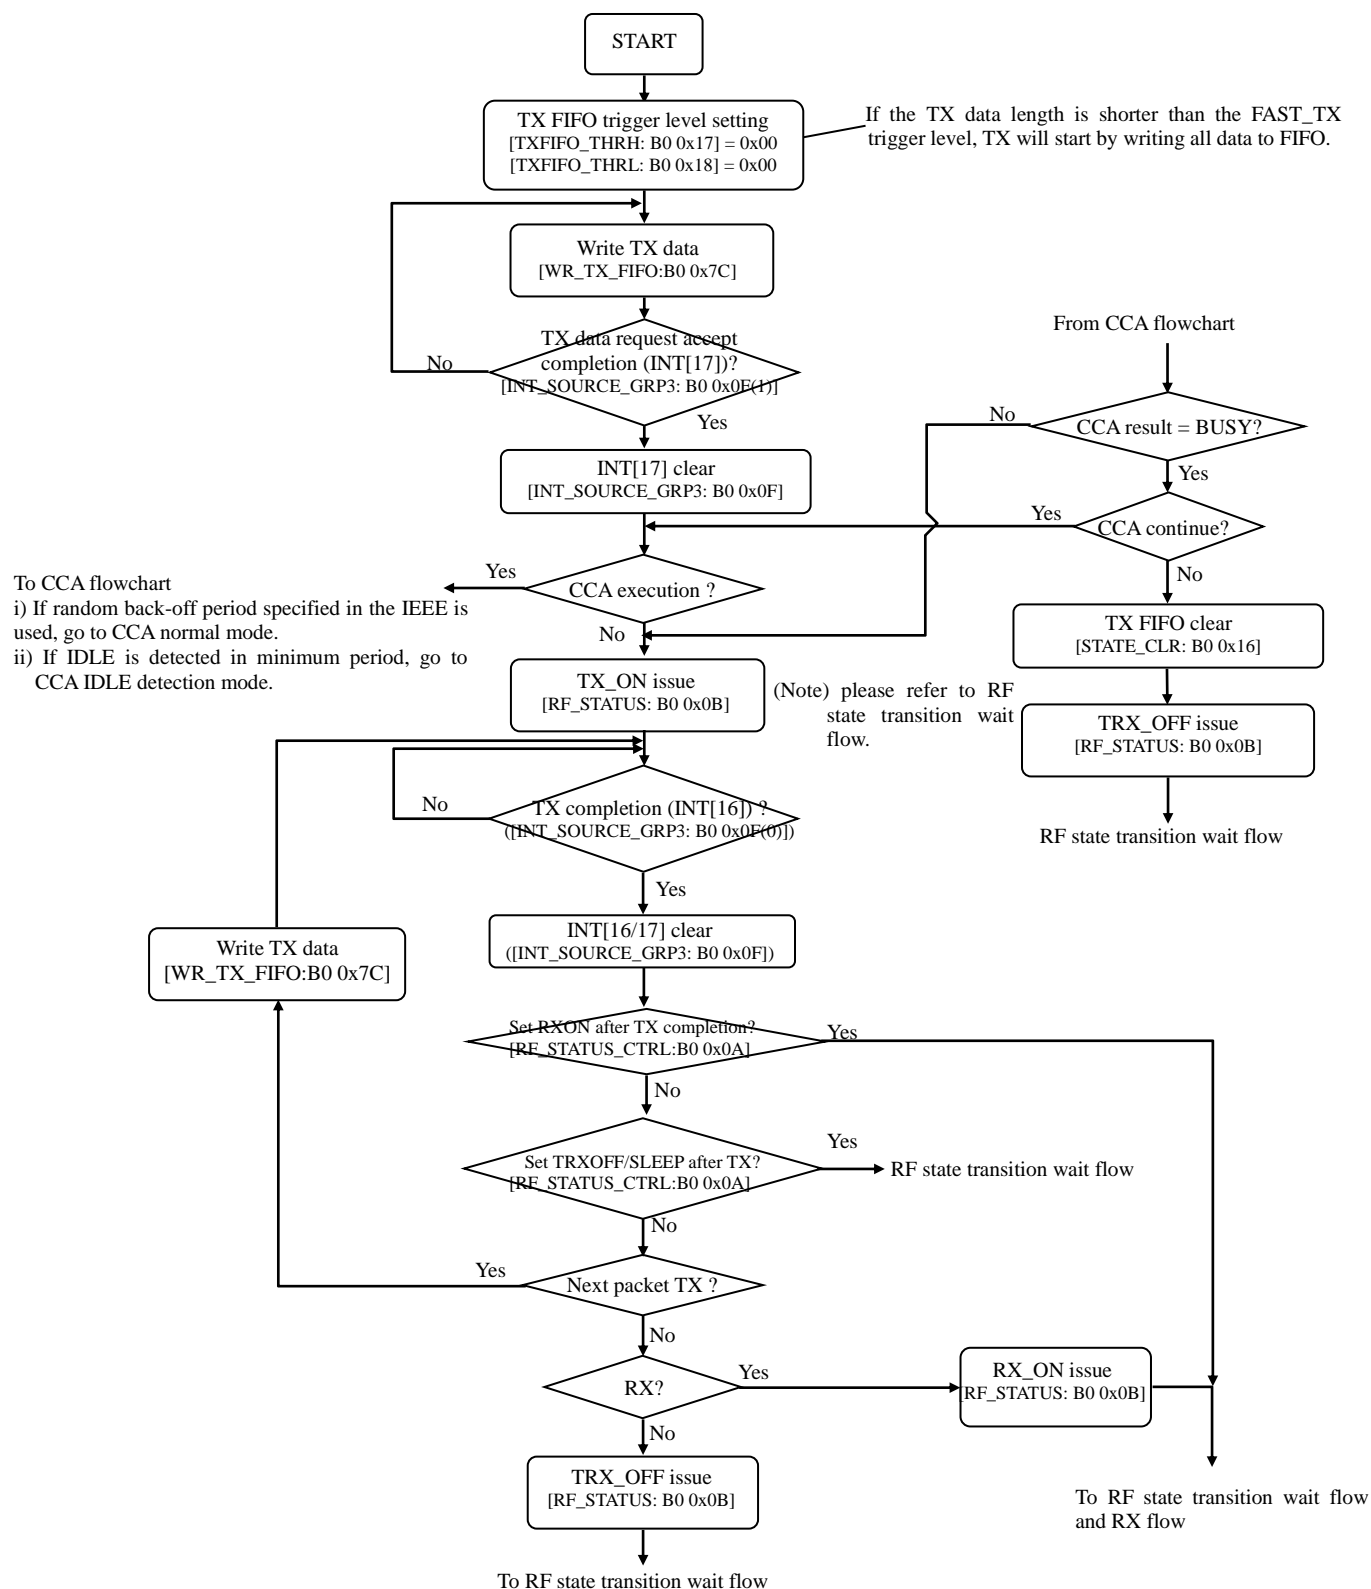 START
TX FIFO trigger level setting
[TXFIFO_THRH: B0 0x17] = 0x00
[TXFIFO_THRL: B0 0x18] = 0x00
If the TX data length is shorter than the FAST_TX
trigger level, TX will start by writing all data to FIFO.
Write TX data
[WR_TX_FIFO:B0 0x7C]
TX data request accept
completion (INT[17])?
[INT_SOURCE_GRP3: B0 0x0F(1)]
No
Yes
INT[17] clear
[INT_SOURCE_GRP3: B0 0x0F]
From CCA flowchart
CCA result = BUSY?
No
Yes
CCA continue?
Yes
No
TX FIFO clear
[STATE_CLR: B0 0x16]
TRX_OFF issue
[RF_STATUS: B0 0x0B]
RF state transition wait flow
CCA execution ?
Yes
No
To CCA flowchart
i) If random back-off period specified in the IEEE is
used, go to CCA normal mode.
ii) If IDLE is detected in minimum period, go to
CCA IDLE detection mode.
TX_ON issue
[RF_STATUS: B0 0x0B]
(Note) please refer to RF
state transition wait
flow.
TX completion (INT[16]) ?
([INT_SOURCE_GRP3: B0 0x0F(0)])
No
Yes
INT[16/17] clear
([INT_SOURCE_GRP3: B0 0x0F])
Write TX data
[WR_TX_FIFO:B0 0x7C]
Set RXON after TX completion?
[RF_STATUS_CTRL:B0 0x0A]
Yes
No
Set TRXOFF/SLEEP after TX?
[RF_STATUS_CTRL:B0 0x0A]
Yes
RF state transition wait flow
No
Next packet TX ?
Yes
No
RX?
Yes
RX_ON issue
[RF_STATUS: B0 0x0B]
No
TRX_OFF issue
[RF_STATUS: B0 0x0B]
To RF state transition wait flow
and RX flow
To RF state transition wait flow